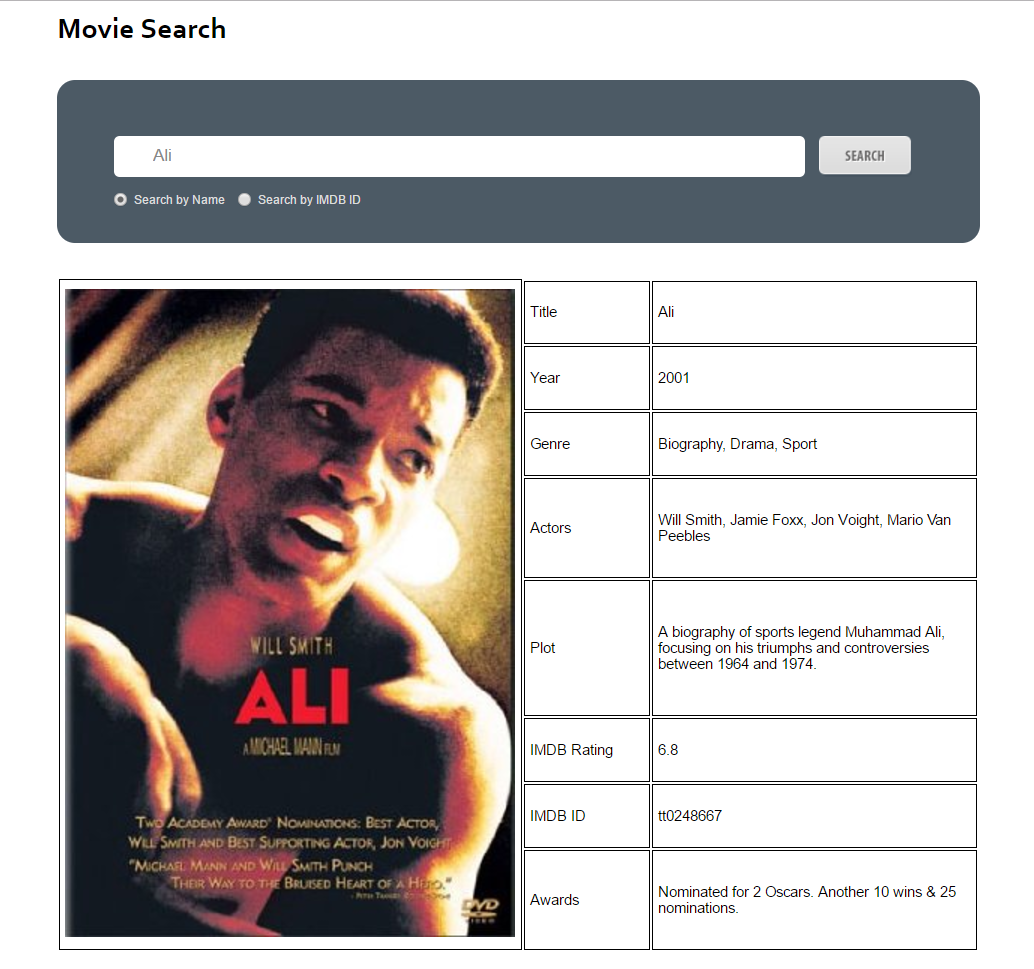 Movie Search
Ali
SEARCH
Search by Name
Search by IMDB ID
WILL SMITH
ALI
A MICHAEL MANN FILM
TWO ACADEMY AWARD® NOMINATIONS: BEST ACTOR,
WILL SMITH AND BEST SUPPORTING ACTOR, JON VOIGHT
"MICHAEL MANN AND WILL SMITH PUNCH
THEIR WAY TO THE BRUISED HEART OF A HERO."
DVD
VIDEO
Title
Ali
Year
2001
Genre
Biography, Drama, Sport
Actors
Will Smith, Jamie Foxx, Jon Voight, Mario Van
Peebles
Plot
A biography of sports legend Muhammad Ali,
focusing on his triumphs and controversies
between 1964 and 1974.
IMDB Rating
6.8
IMDB ID
tt0248667
Awards
Nominated for 2 Oscars. Another 10 wins & 25
nominations.